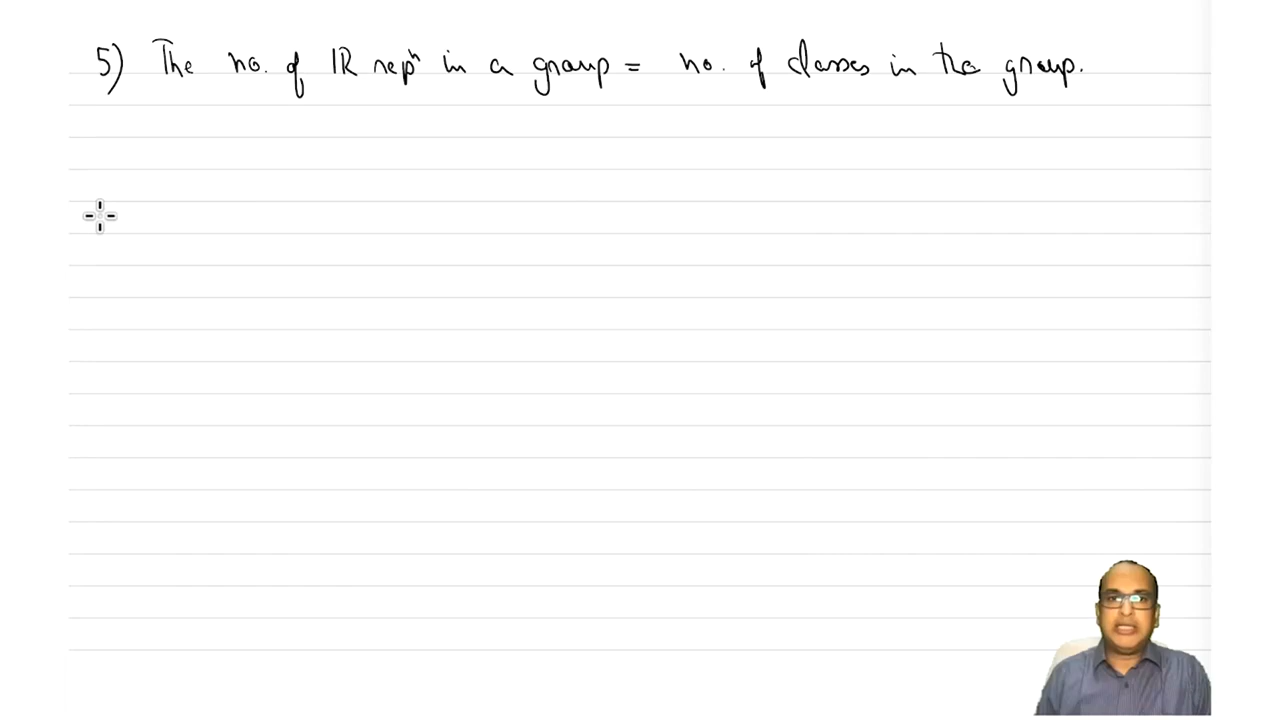 5) The no. of IR repⁿ in a group = no. of classes in the group.